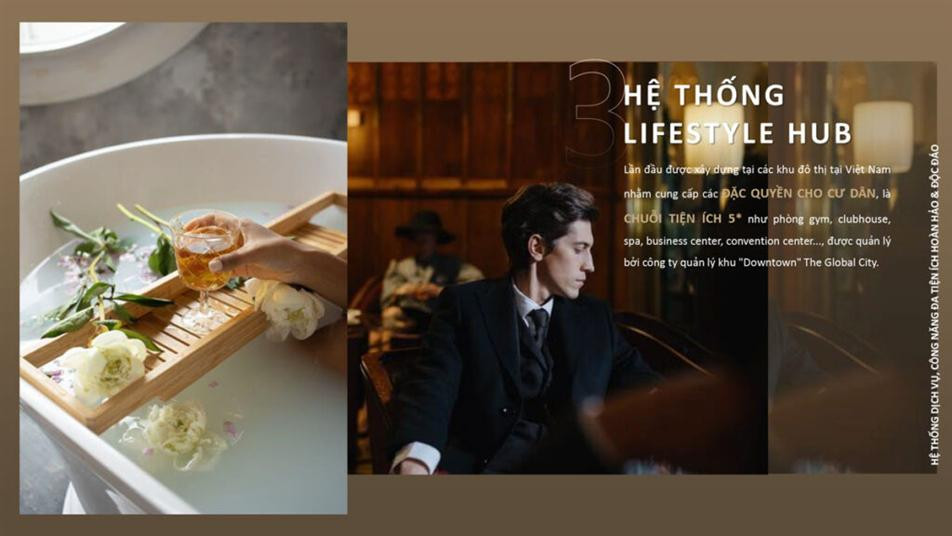 3
HỆ THỐNG
LIFESTYLE HUB
Lần đầu được xây dựng tại các khu đô thị tại Việt Nam
nhằm cung cấp các ĐẶC QUYỀN CHO CƯ DÂN, là
CHUỖI TIỆN ÍCH 5* như phòng gym, clubhouse,
spa, business center, convention center..., được quản lý
bởi công ty quản lý khu "Downtown" The Global City.
HỆ THỐNG DỊCH VỤ, CÔNG NĂNG ĐA TIỆN ÍCH HOÀN HẢO & ĐỘC ĐÁO